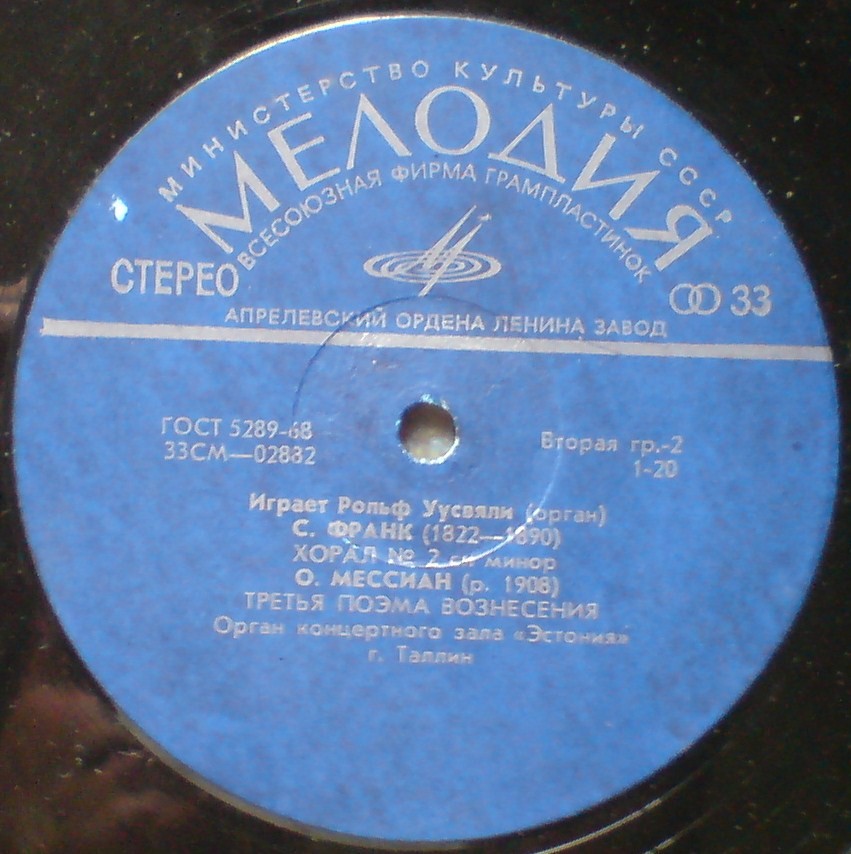 МИНИСТЕРСТВО КУЛЬТУРЫ СССР
МЕЛОДИЯ
ВСЕСОЮЗНАЯ ФИРМА ГРАМПЛАСТИНОК
СТЕРЕО
33
АПРЕЛЕВСКИЙ ОРДЕНА ЛЕНИНА ЗАВОД
ГОСТ 5289-68
33СМ—02882
Вторая гр.-2
1-20
Играет Рольф Уусвяли (орган)
С. ФРАНК (1822—1890)
ХОРАЛ № 2 си минор
О. МЕССИАН (р. 1908)
ТРЕТЬЯ ПОЭМА ВОЗНЕСЕНИЯ
Орган концертного зала «Эстония»
г. Таллин